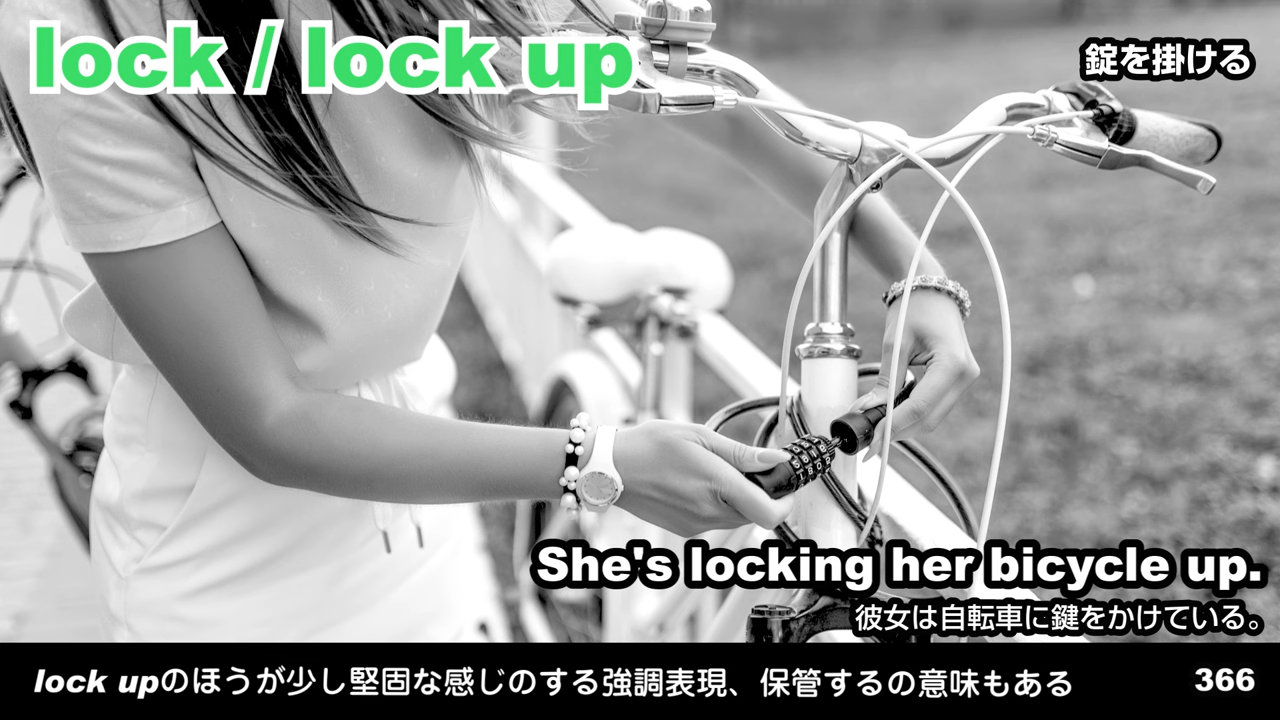 lock / lock up
錠を掛ける
She's locking her bicycle up.
彼女は自転車に鍵をかけている。
lock upのほうが少し堅固な感じのする強調表現、保管するの意味もある
366